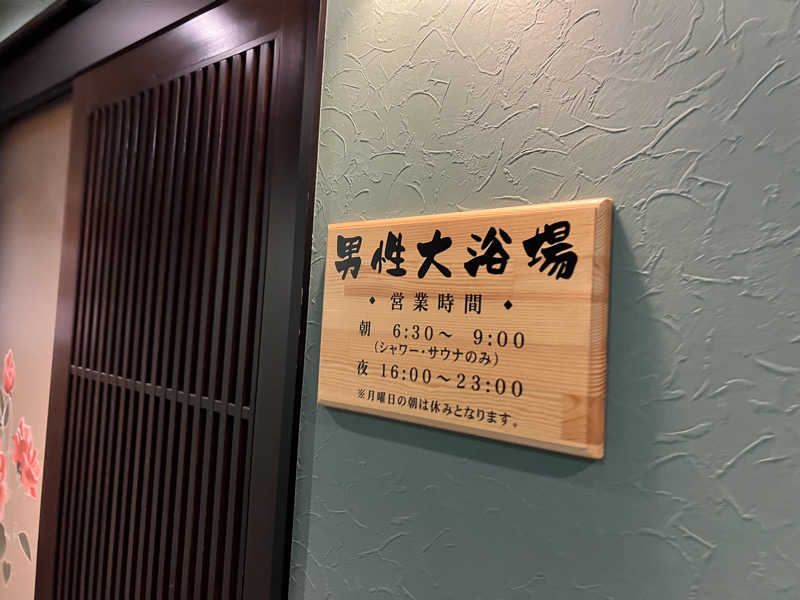 男性大浴場
◆営業時間◆
朝 6:30～ 9:00
(シャワー・サウナのみ)
夜 16:00～23:00
※月曜日の朝は休みとなります。